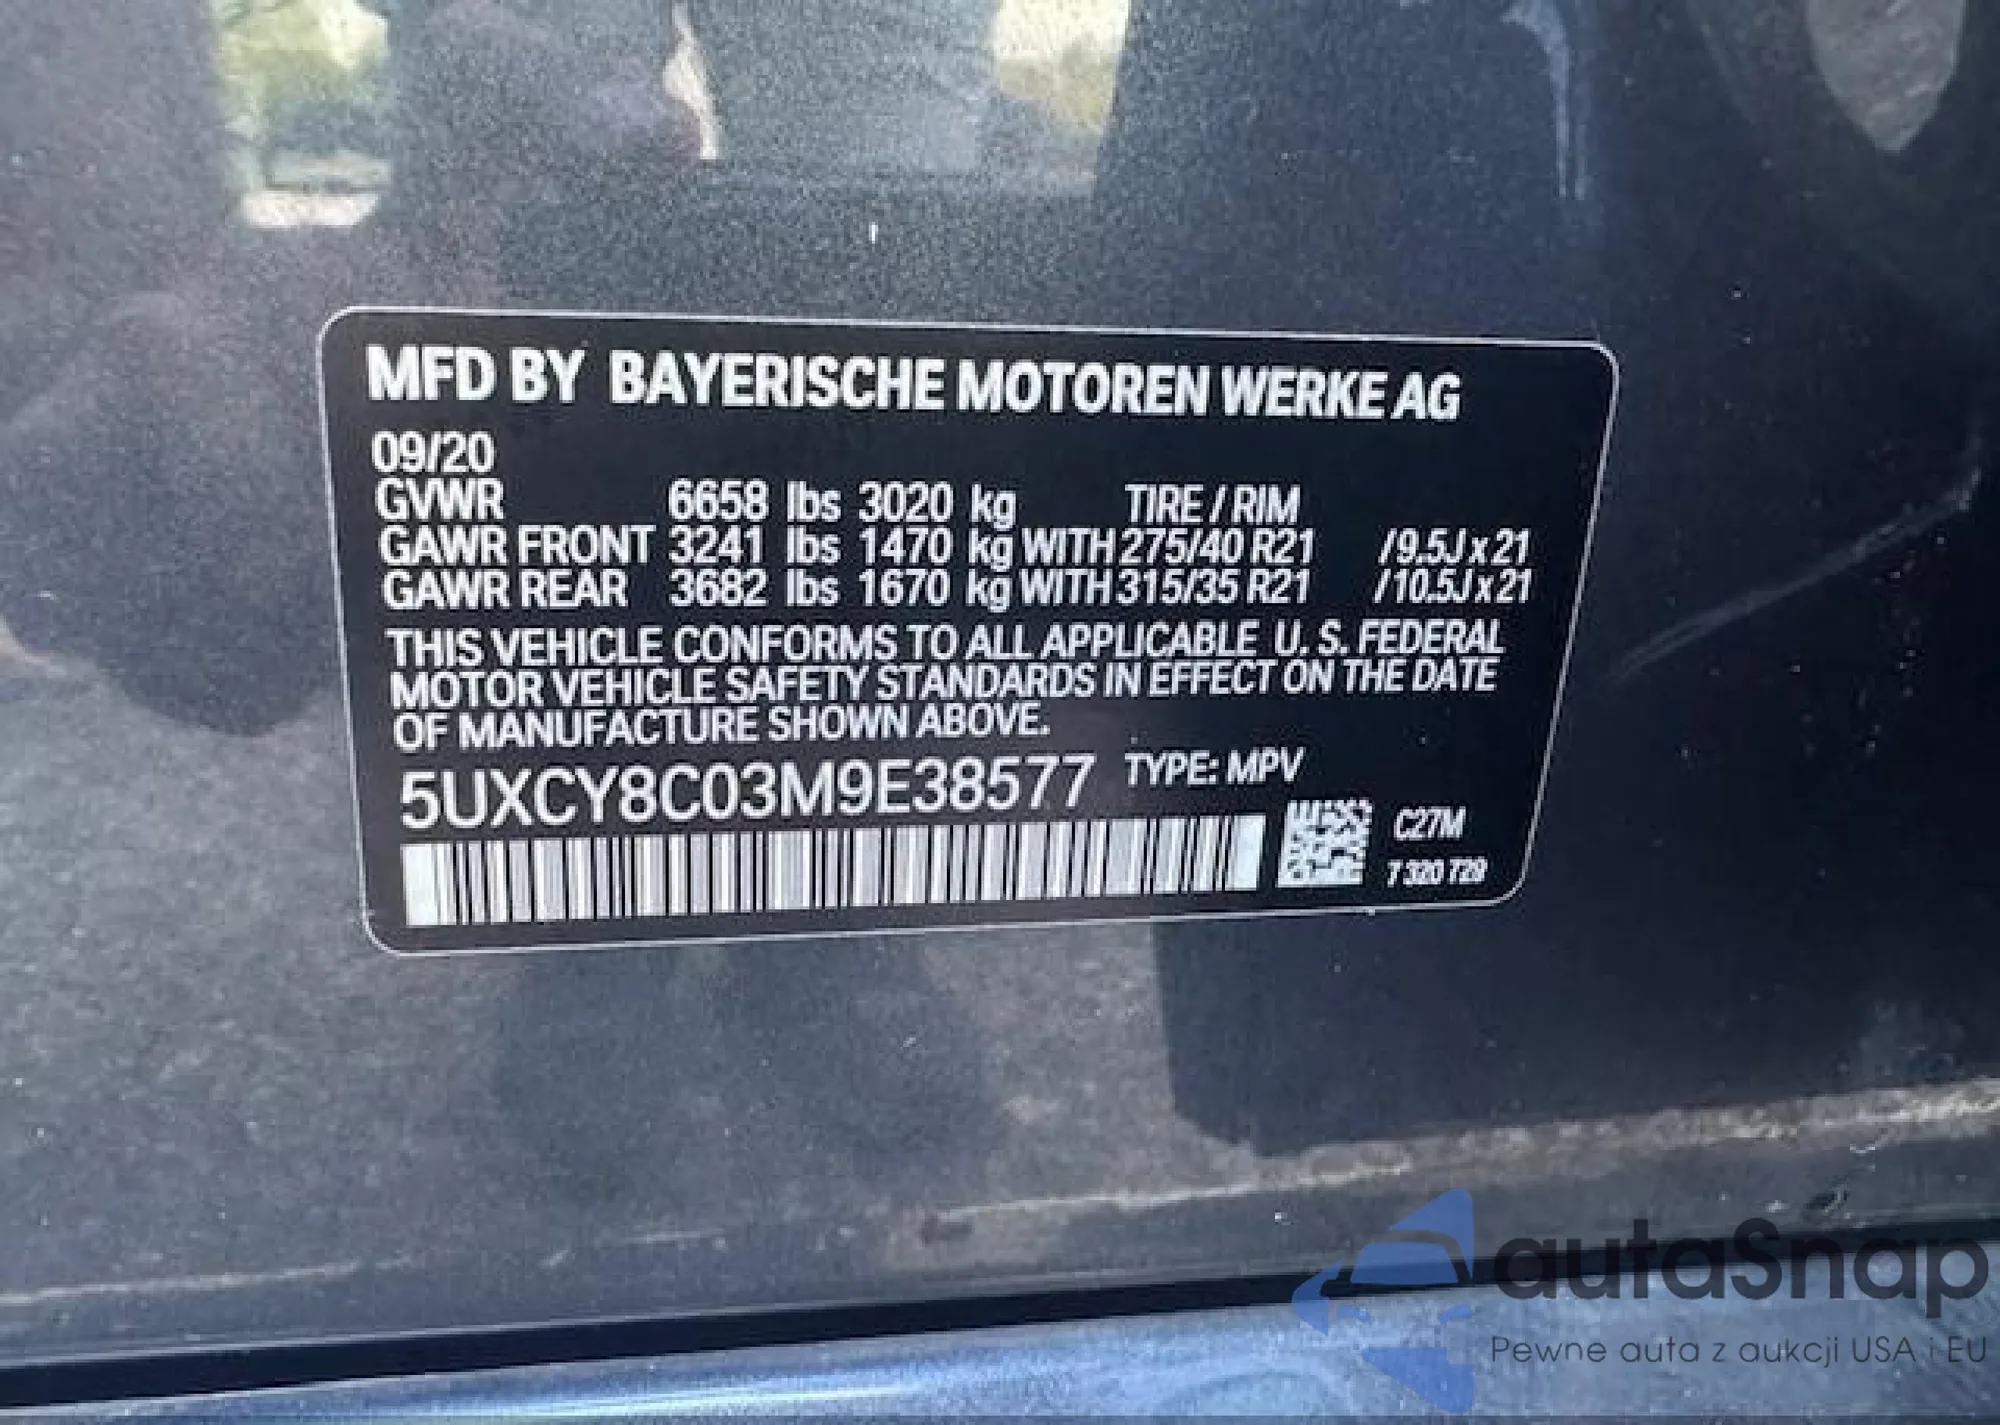 MFD BY BAYERISCHE MOTOREN WERKE AG
09/20
GVWR 6658 lbs 3020 kg TIRE / RIM
GAWR FRONT 3241 lbs 1470 kg WITH 275/40 R21 /9.5J x 21
GAWR REAR 3682 lbs 1670 kg WITH 315/35 R21 /10.5J x 21
THIS VEHICLE CONFORMS TO ALL APPLICABLE U. S. FEDERAL
MOTOR VEHICLE SAFETY STANDARDS IN EFFECT ON THE DATE
OF MANUFACTURE SHOWN ABOVE.
5UXCY8C03M9E38577 TYPE: MPV
C27M
7 320 729
autaSnap
Pewne auta z aukcji USA i EU